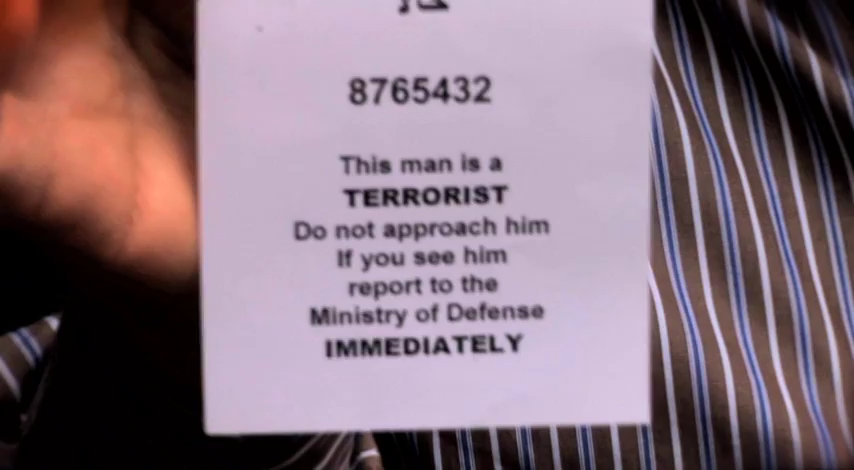 8765432
This man is a
TERRORIST
Do not approach him
If you see him
report to the
Ministry of Defense
IMMEDIATELY